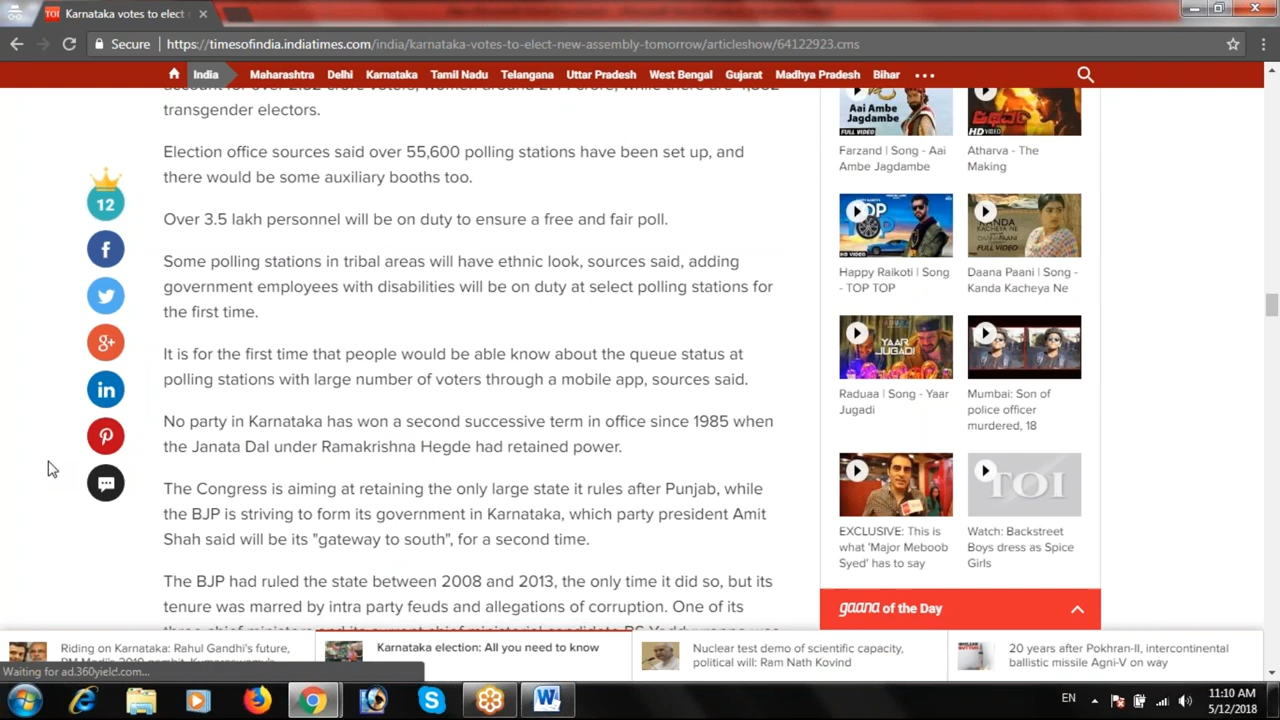 TOI Karnataka votes to elect
Secure https://timesofindia.indiatimes.com/india/karnataka-votes-to-elect-new-assembly-tomorrow/articleshow/64122923.cms
India Maharashtra Delhi Karnataka Tamil Nadu Telangana Uttar Pradesh West Bengal Gujarat Madhya Pradesh Bihar
transgender electors.
Election office sources said over 55,600 polling stations have been set up, and
there would be some auxiliary booths too.
Over 3.5 lakh personnel will be on duty to ensure a free and fair poll.
Some polling stations in tribal areas will have ethnic look, sources said, adding
government employees with disabilities will be on duty at select polling stations for
the first time.
It is for the first time that people would be able know about the queue status at
polling stations with large number of voters through a mobile app, sources said.
No party in Karnataka has won a second successive term in office since 1985 when
the Janata Dal under Ramakrishna Hegde had retained power.
The Congress is aiming at retaining the only large state it rules after Punjab, while
the BJP is striving to form its government in Karnataka, which party president Amit
Shah said will be its "gateway to south", for a second time.
The BJP had ruled the state between 2008 and 2013, the only time it did so, but its
tenure was marred by intra party feuds and allegations of corruption. One of its
12
Aai Ambe
Jagdambe
FULL VIDEO
HD VIDEO
Farzand | Song - Aai
Ambe Jagdambe
Atharva - The
Making
TOP
HD VIDEO
KANDA
KACHEYA NE
DAANA PAANI
FULL VIDEO
Happy Raikoti | Song
- TOP TOP
Daana Paani | Song -
Kanda Kacheya Ne
YAAR
JUGADI
Raduaa | Song - Yaar
Jugadi
Mumbai: Son of
police officer
murdered, 18
TOI
EXCLUSIVE: This is
what 'Major Meboob
Syed' has to say
Watch: Backstreet
Boys dress as Spice
Girls
gaana of the Day
Riding on Karnataka: Rahul Gandhi's future,
Karnataka election: All you need to know
Nuclear test demo of scientific capacity,
political will: Ram Nath Kovind
20 years after Pokhran-II, intercontinental
ballistic missile Agni-V on way
Waiting for ad.360yield.com...
EN
11:10 AM
5/12/2018